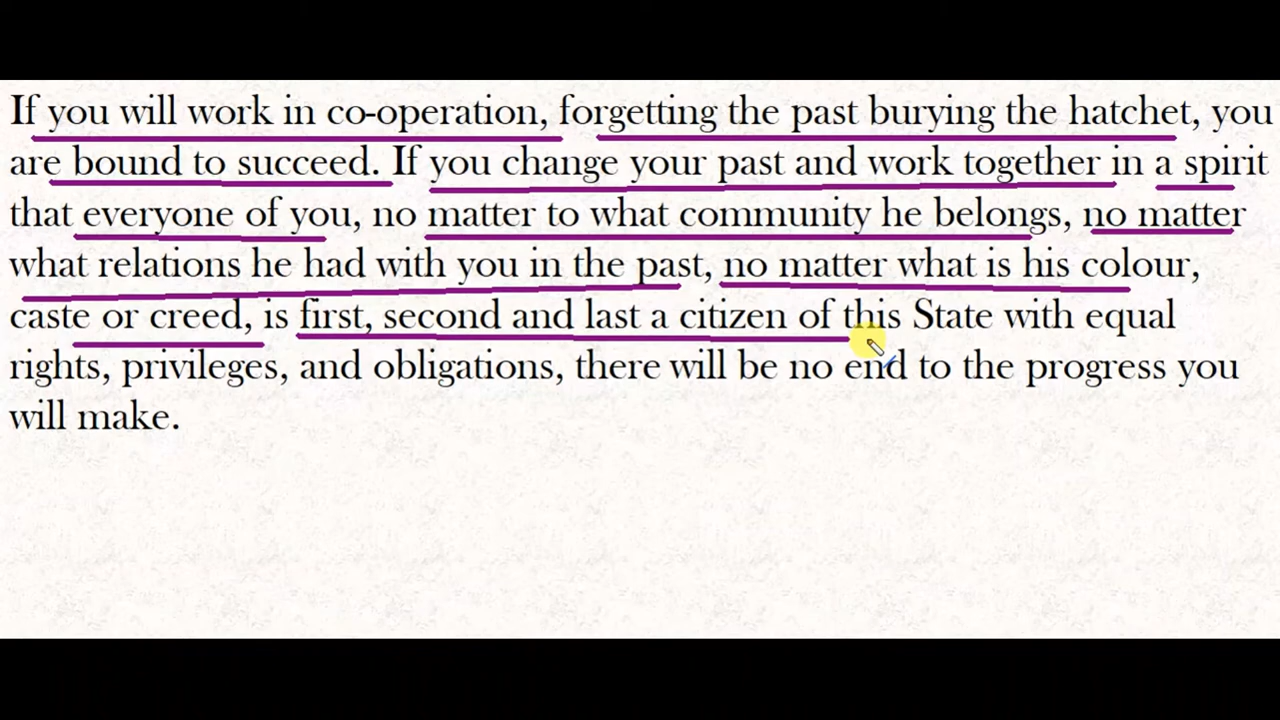 If you will work in co-operation, forgetting the past burying the hatchet, you
are bound to succeed. If you change your past and work together in a spirit
that everyone of you, no matter to what community he belongs, no matter
what relations he had with you in the past, no matter what is his colour,
caste or creed, is first, second and last a citizen of this State with equal
rights, privileges, and obligations, there will be no end to the progress you
will make.